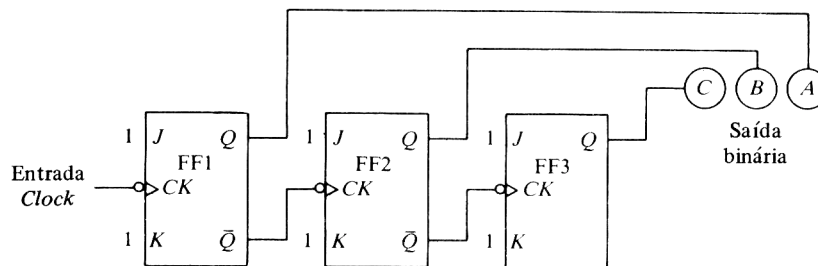 C B A
1 J Q 1 J Q 1 J Q
Saída
binária
FF1 FF2 FF3
Entrada
Clock
CK CK CK
1 K Q̄ 1 K Q̄ 1 K